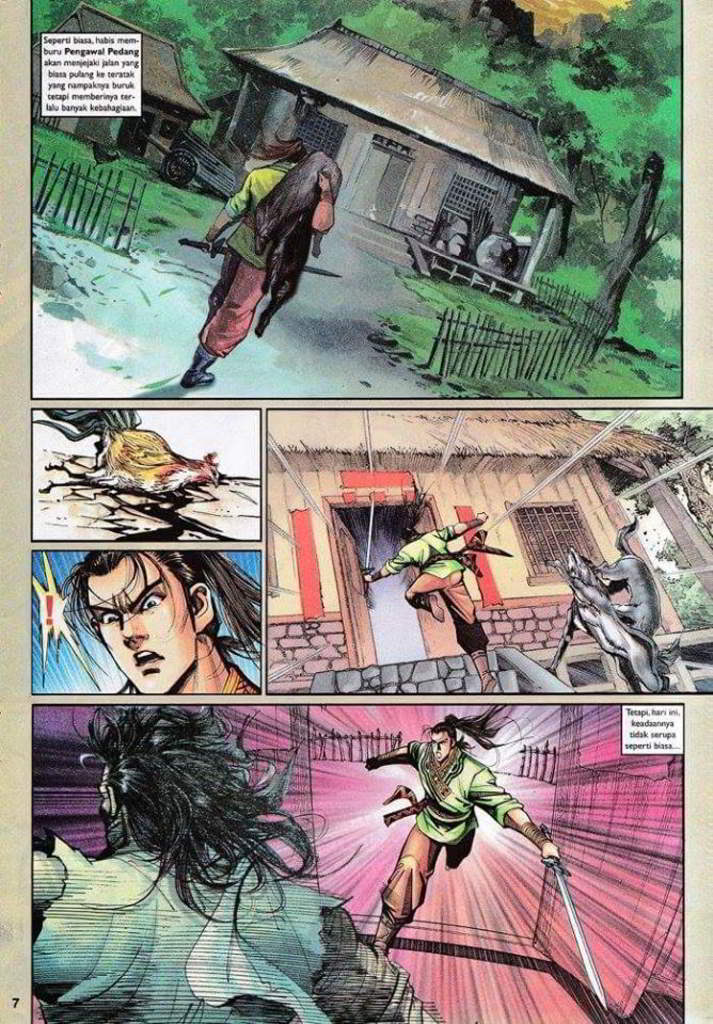 Seperti biasa, habis mem-
buru Pengawal Pedang
akan menjejaki jalan yang
biasa pulang ke teratak
yang nampaknya buruk
tetapi memberinya ter-
lalu banyak kebahagiaan.
!
Tetapi, hari ini,
keadaannya
tidak serupa
seperti biasa...
7